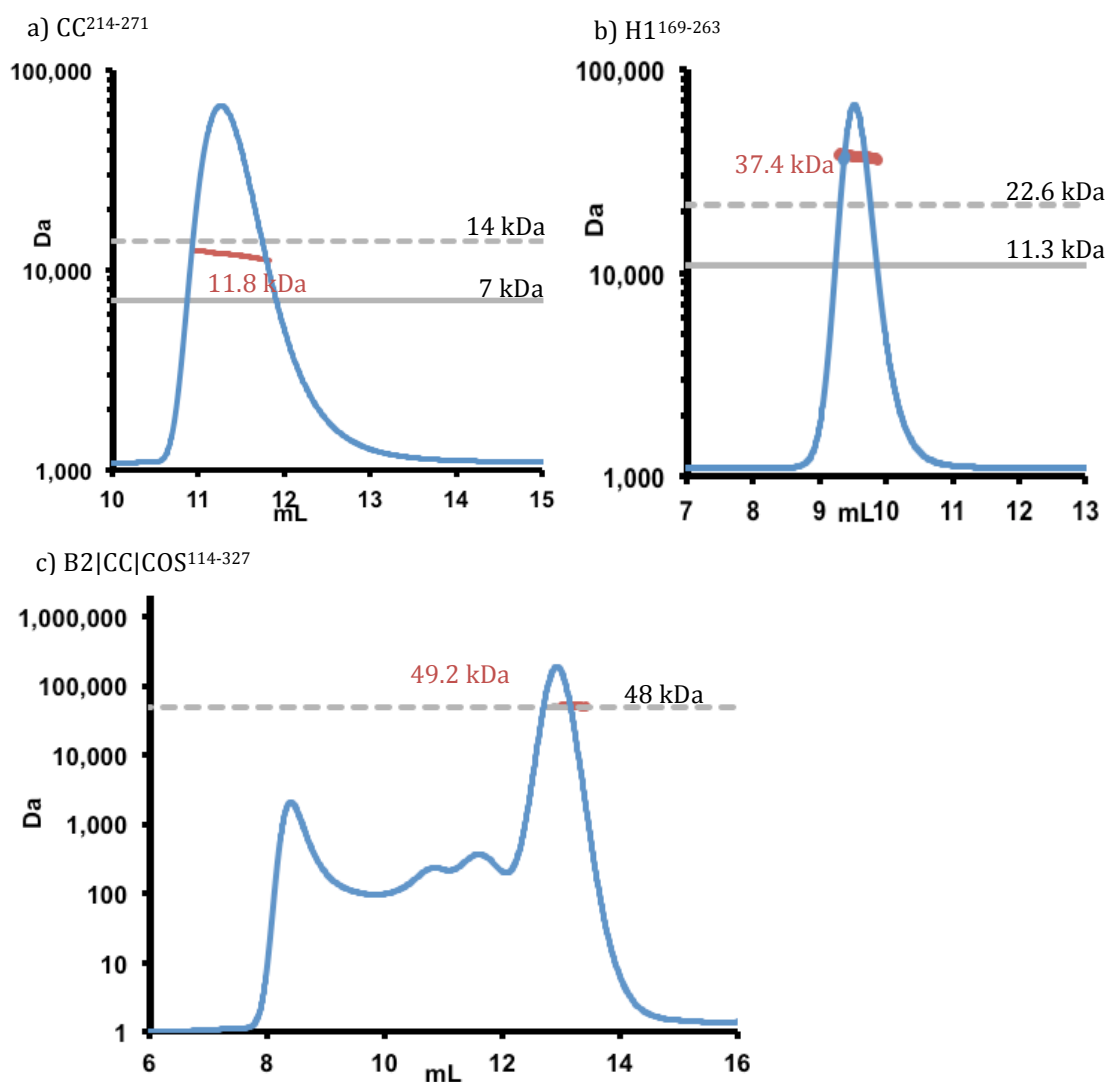 a) CC214-271
100,000
10,000
1,000
Da
14 kDa
11.8 kDa
7 kDa
10 11 12 13 14 15
mL
b) H1169-263
100,000
10,000
1,000
Da
37.4 kDa
22.6 kDa
11.3 kDa
7 8 9 10 11 12 13
mL
c) B2|CC|COS114-327
1,000,000
100,000
10,000
1,000
100
10
1
Da
49.2 kDa
48 kDa
6 8 10 12 14 16
mL